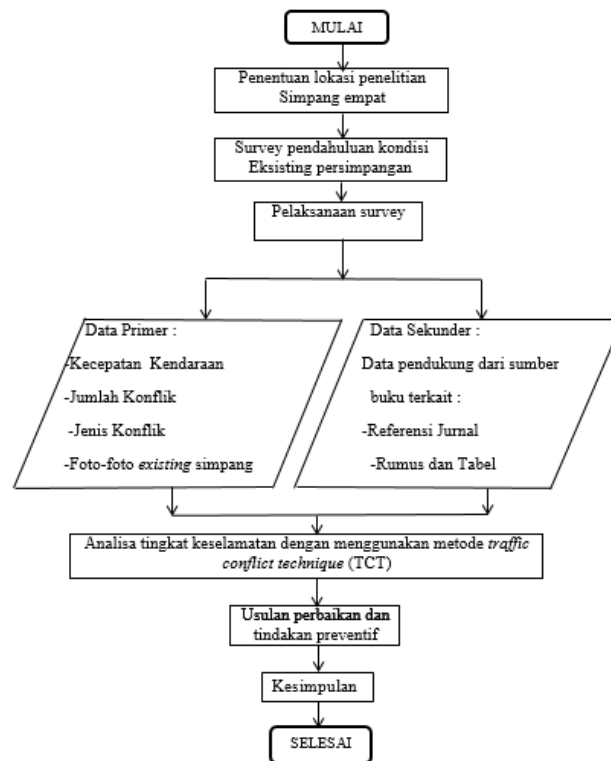 MULAI
Penentuan lokasi penelitian
Simpang empat
Survey pendahuluan kondisi
Eksisting persimpangan
Pelaksanaan survey
Data Primer :
-Kecepatan Kendaraan
-Jumlah Konflik
-Jenis Konflik
-Foto-foto existing simpang
Data Sekunder :
Data pendukung dari sumber
buku terkait :
-Referensi Jurnal
-Rumus dan Tabel
Analisa tingkat keselamatan dengan menggunakan metode traffic
conflict technique (TCT)
Usulan perbaikan dan
tindakan preventif
Kesimpulan
SELESAI